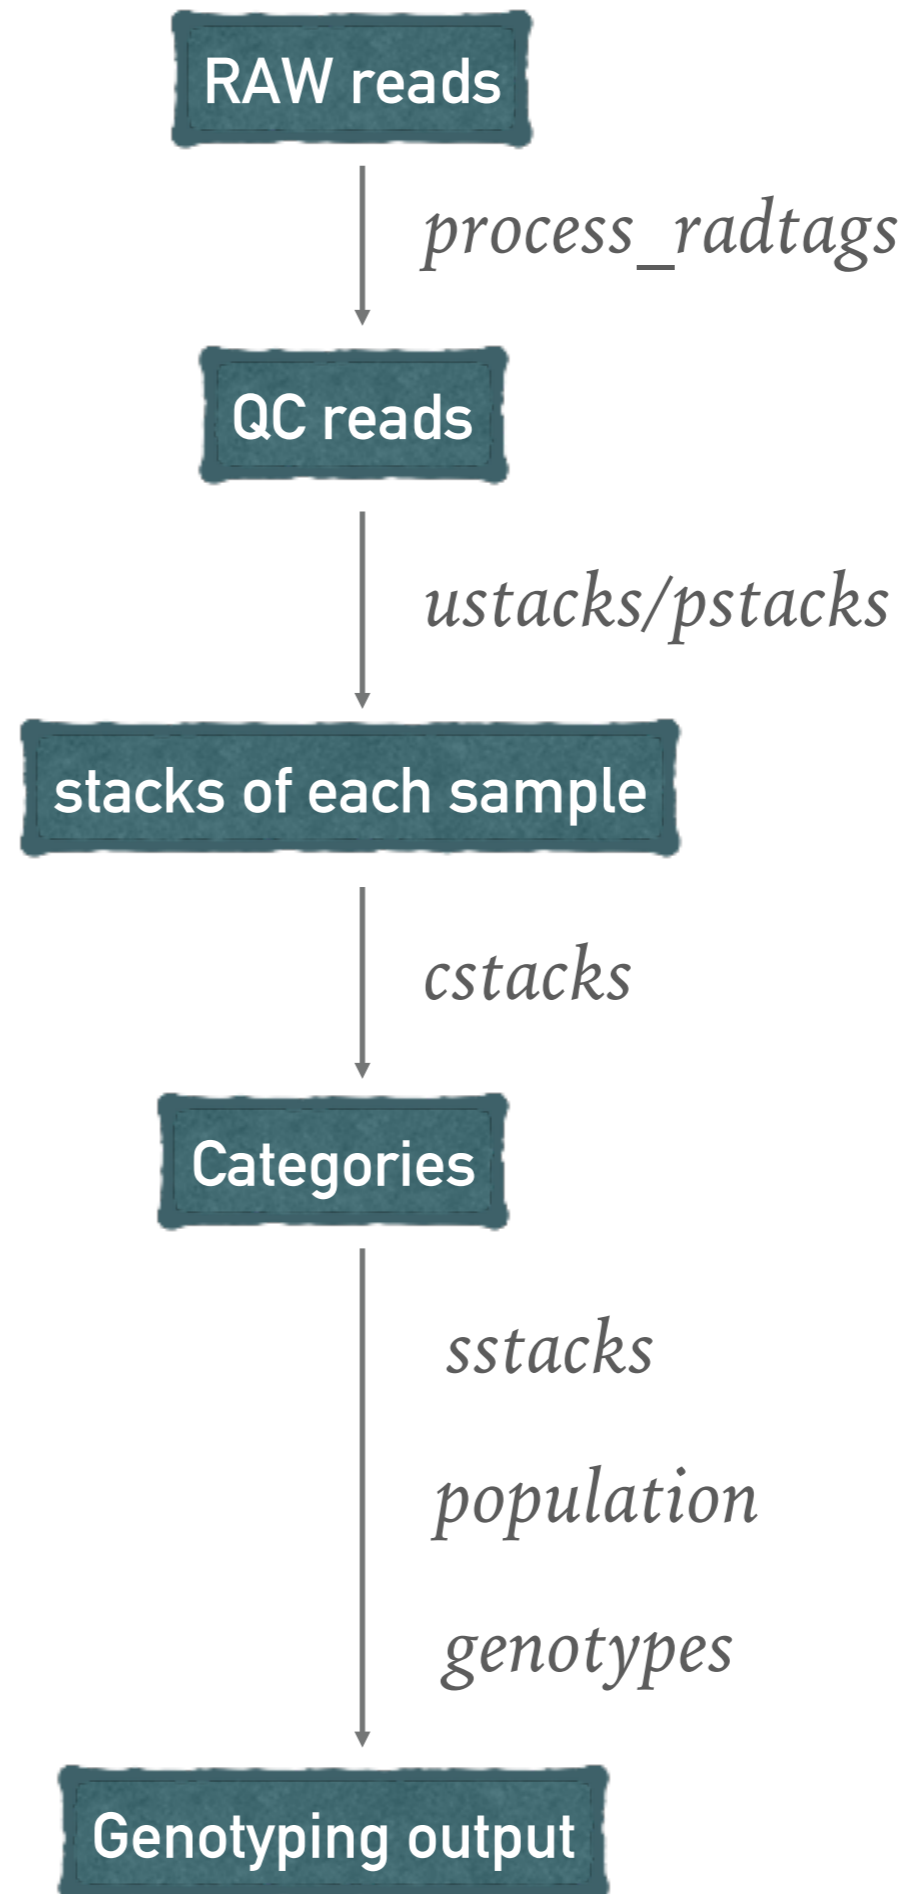 RAW reads
process_radtags
QC reads
ustacks/pstacks
stacks of each sample
cstacks
Categories
sstacks
population
genotypes
Genotyping output